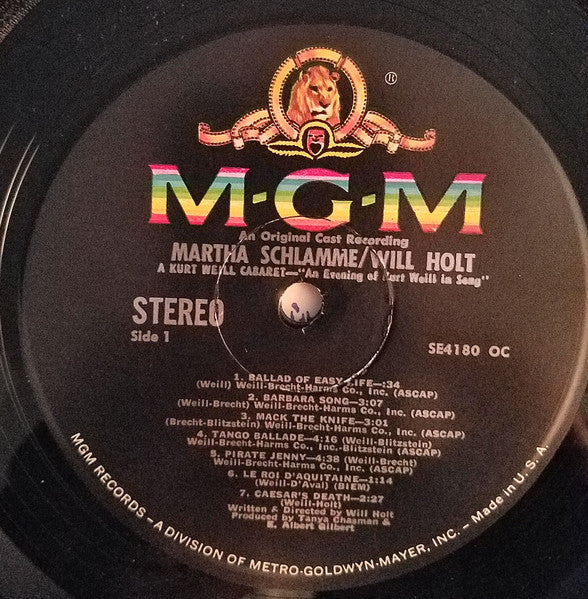 ®
M·G·M
An Original Cast Recording
MARTHA SCHLAMME/WILL HOLT
A KURT WEILL CABARET—"An Evening of Kurt Weill in Song"
STEREO
Side 1
SE4180 OC
1. BALLAD OF EASY LIFE—:34
(Weill) Weill-Brecht-Harms Co., Inc. (ASCAP)
2. BARBARA SONG—3:07
(Weill-Brecht) Weill-Brecht-Harms Co., Inc. (ASCAP)
3. MACK THE KNIFE—3:01
(Brecht-Blitzstein) Weill-Brecht-Harms Co., Inc. (ASCAP)
4. TANGO BALLADE—4:16 (Weill-Blitzstein)
Weill-Brecht-Harms Co., Inc.-Blitzstein (ASCAP)
5. PIRATE JENNY—4:38 (Weill-Brecht)
Weill-Brecht-Harms Co., Inc. (ASCAP)
6. LE ROI D'AQUITAINE—1:14
(Weill-D'Aval) (BIEM)
7. CAESAR'S DEATH—2:27
(Weill-Holt)
Written & Directed by Will Holt
Produced by Tanya Chasman &
E. Albert Gilbert
MGM RECORDS – A DIVISION OF METRO-GOLDWYN-MAYER, INC. – Made in U. S. A.